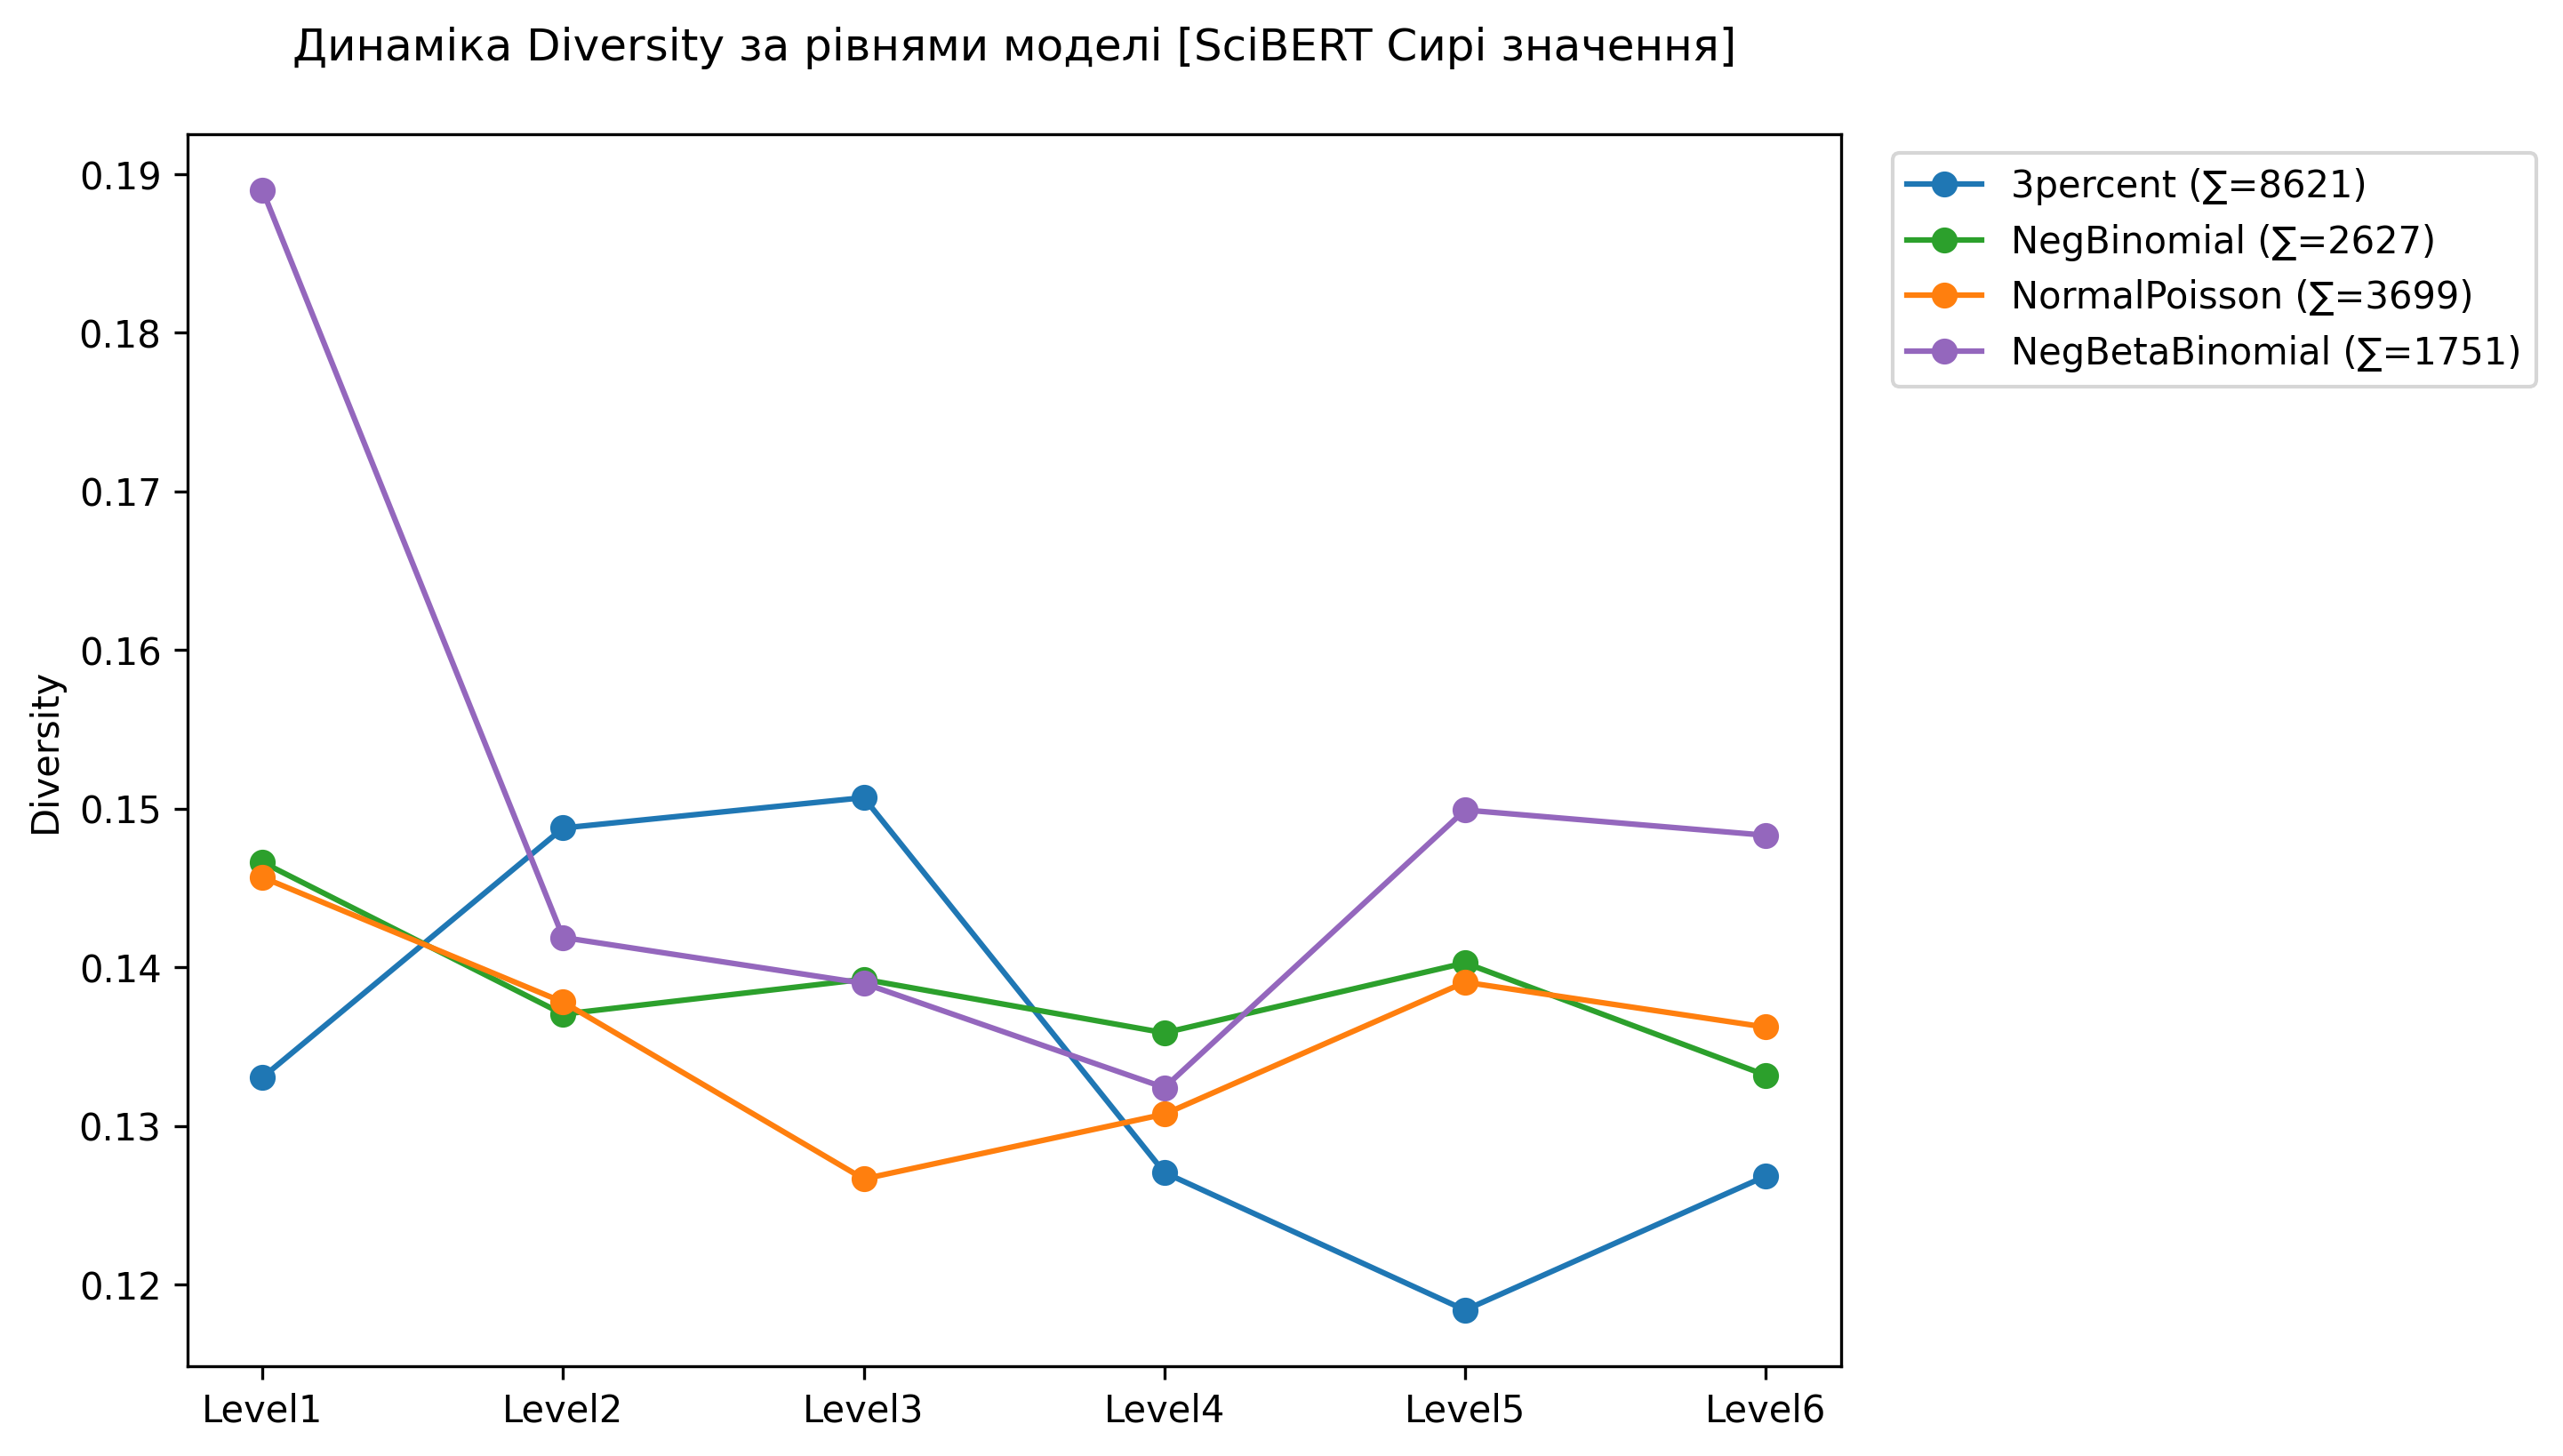 Динаміка Diversity за рівнями моделі [SciBERT Сирі значення]
3percent (∑=8621)
NegBinomial (∑=2627)
NormalPoisson (∑=3699)
NegBetaBinomial (∑=1751)
Diversity
0.19
0.18
0.17
0.16
0.15
0.14
0.13
0.12
Level1 Level2 Level3 Level4 Level5 Level6